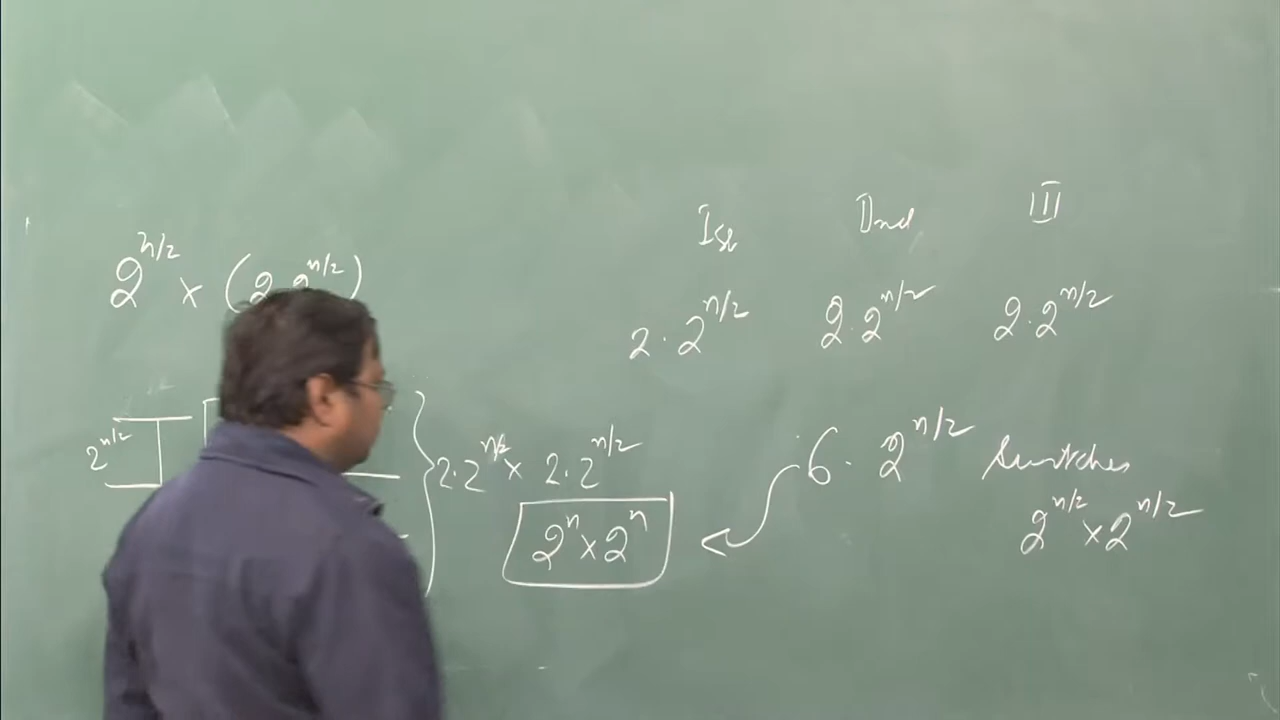 Ist IInd III
2^{n/2} × (2·2^{n/2})
2·2^{n/2} 2·2^{n/2} 2·2^{n/2}
2^{n/2}
2·2^{n/2} × 2·2^{n/2}
6·2^{n/2} Switches
2^n × 2^n
2^{n/2} × 2^{n/2}